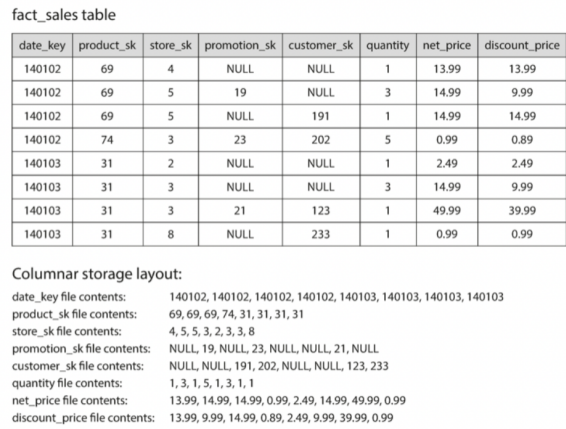 fact_sales table
date_key product_sk store_sk promotion_sk customer_sk quantity net_price discount_price
140102 69 4 NULL NULL 1 13.99 13.99
140102 69 5 19 NULL 3 14.99 9.99
140102 69 5 NULL 191 1 14.99 14.99
140102 74 3 23 202 5 0.99 0.89
140103 31 2 NULL NULL 1 2.49 2.49
140103 31 3 NULL NULL 3 14.99 9.99
140103 31 3 21 123 1 49.99 39.99
140103 31 8 NULL 233 1 0.99 0.99
Columnar storage layout:
date_key file contents: 140102, 140102, 140102, 140102, 140103, 140103, 140103, 140103
product_sk file contents: 69, 69, 69, 74, 31, 31, 31, 31
store_sk file contents: 4, 5, 5, 3, 2, 3, 3, 8
promotion_sk file contents: NULL, 19, NULL, 23, NULL, NULL, 21, NULL
customer_sk file contents: NULL, NULL, 191, 202, NULL, NULL, 123, 233
quantity file contents: 1, 3, 1, 5, 1, 3, 1, 1
net_price file contents: 13.99, 14.99, 14.99, 0.99, 2.49, 14.99, 49.99, 0.99
discount_price file contents: 13.99, 9.99, 14.99, 0.89, 2.49, 9.99, 39.99, 0.99